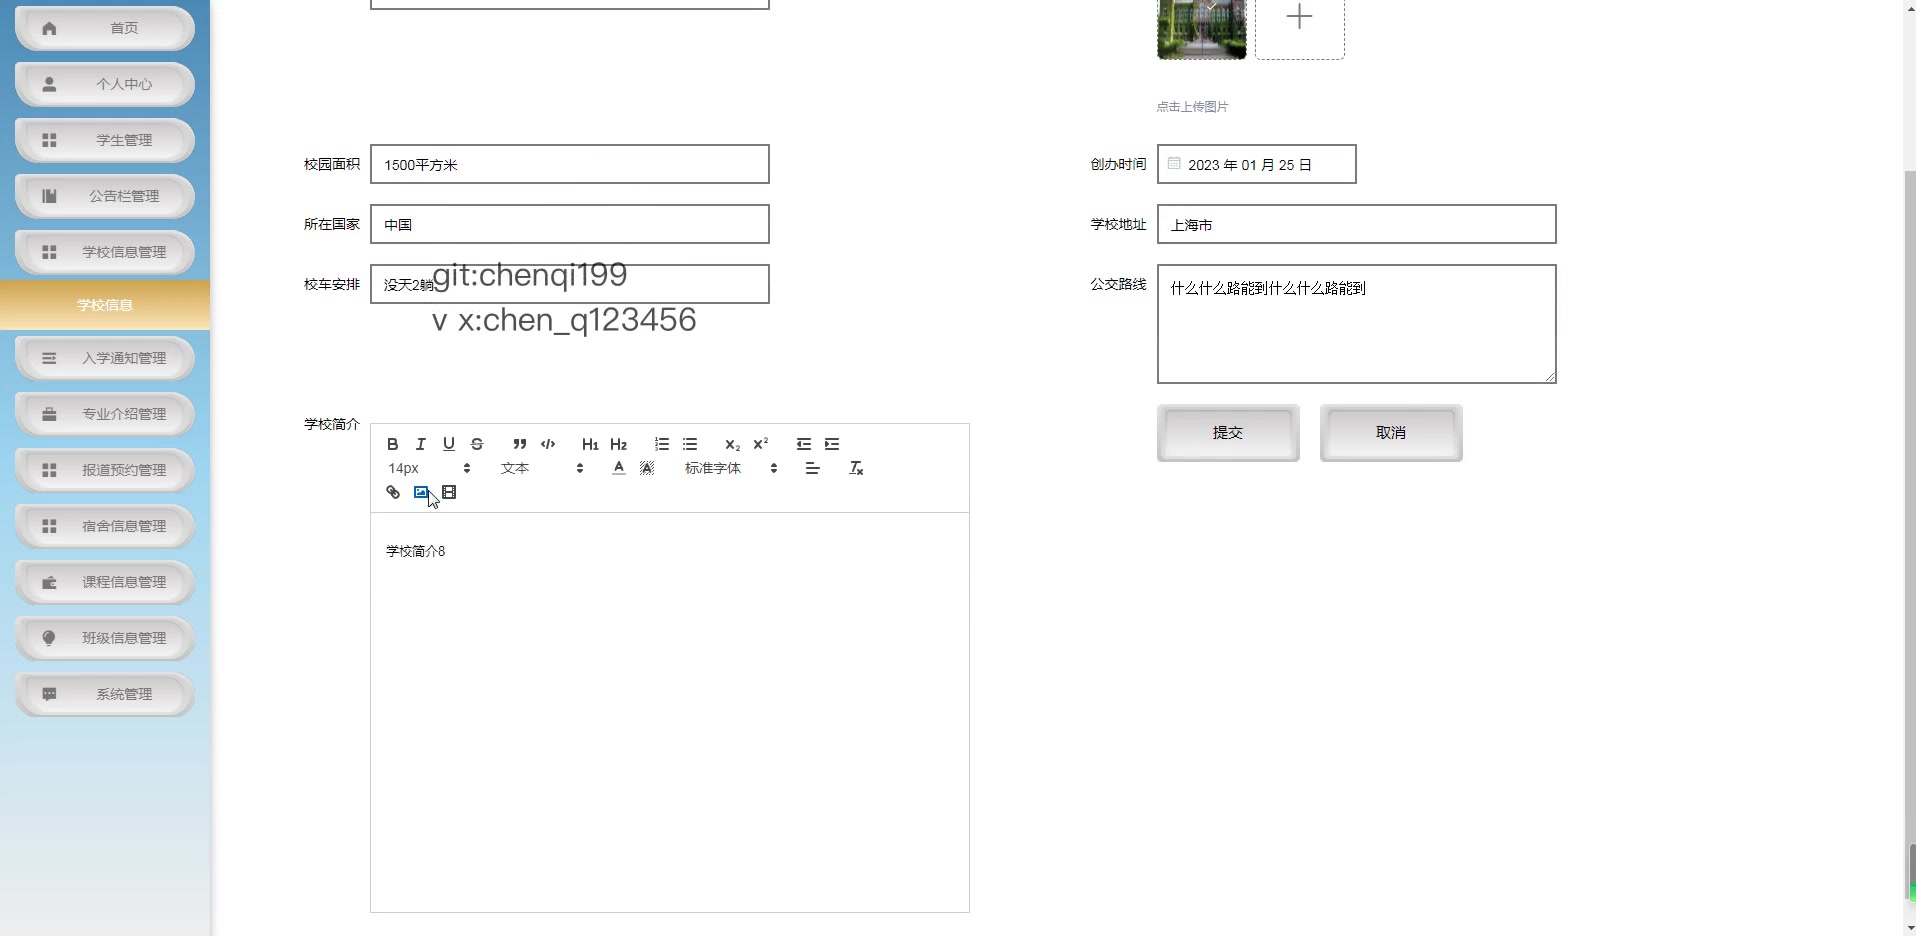 首页
个人中心
学生管理
公告栏管理
学校信息管理
学校信息
入学通知管理
专业介绍管理
报道预约管理
宿舍信息管理
课程信息管理
班级信息管理
系统管理
点击上传图片
校园面积 1500平方米
创办时间 2023 年 01 月 25 日
所在国家 中国
学校地址 上海市
校车安排 没天2躺
git:chenqi199
v x:chen_q123456
公交路线 什么什么路能到什么什么路能到
提交 取消
学校简介
B I U S H1 H2 X2 X2
14px 文本 A A 标准字体 Tx
学校简介8